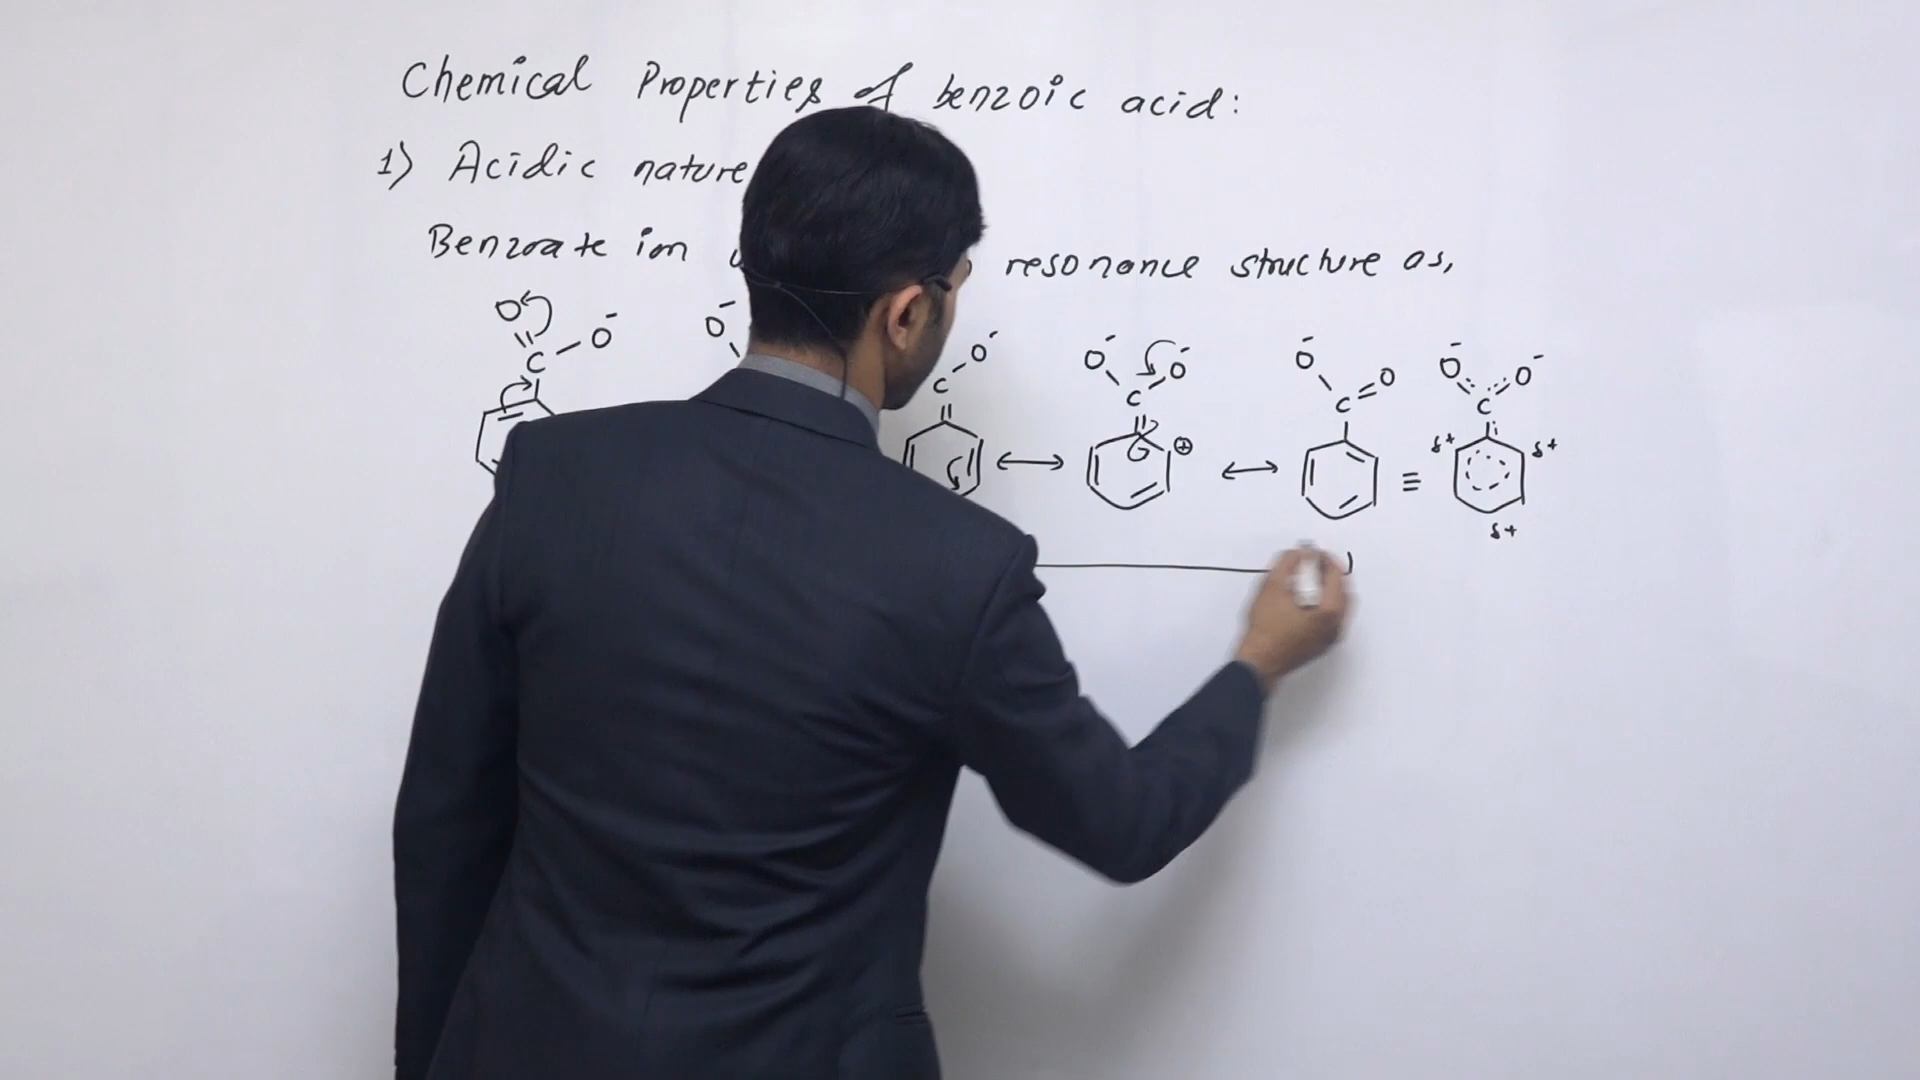 Chemical Properties of benzoic acid:
1) Acidic nature
Benzoate ion resonance structure as,
O O⁻ O⁻ O⁻ O⁻ O⁻ O⁻ O O⁻ O⁻
C C C C C
⊕ δ+ δ+
≡
δ+